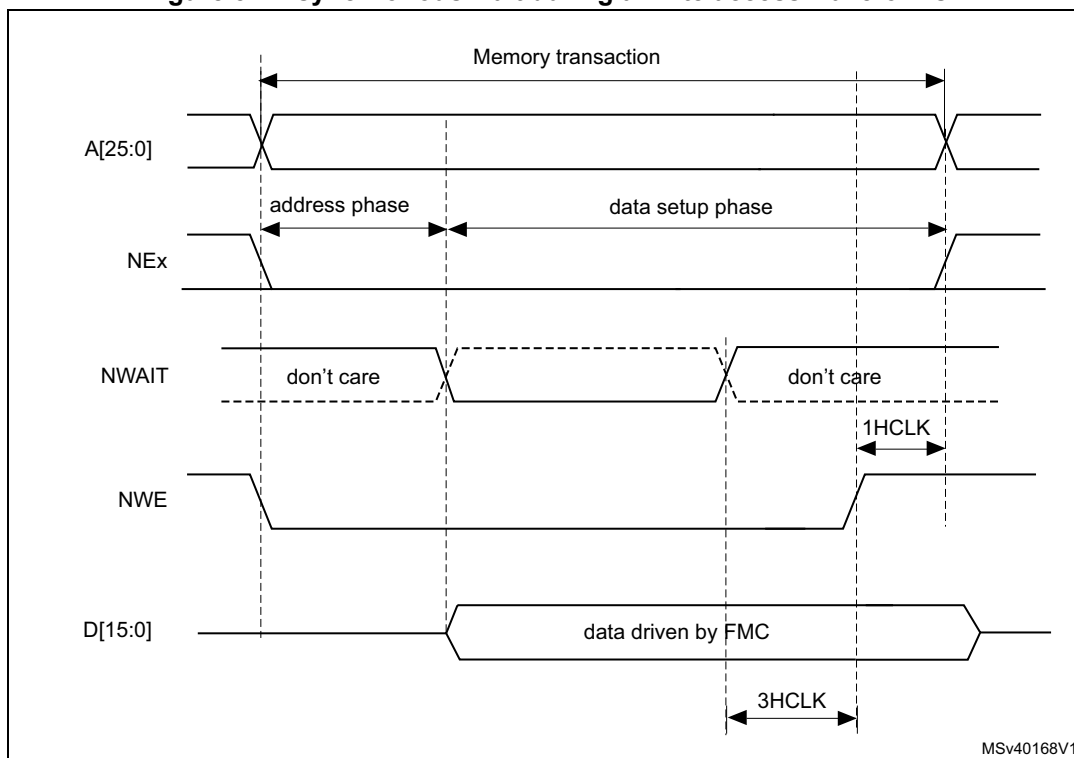 Memory transaction
A[25:0]
address phase
data setup phase
NEx
NWAIT
don't care
don't care
1HCLK
NWE
D[15:0]
data driven by FMC
3HCLK
MSv40168V1